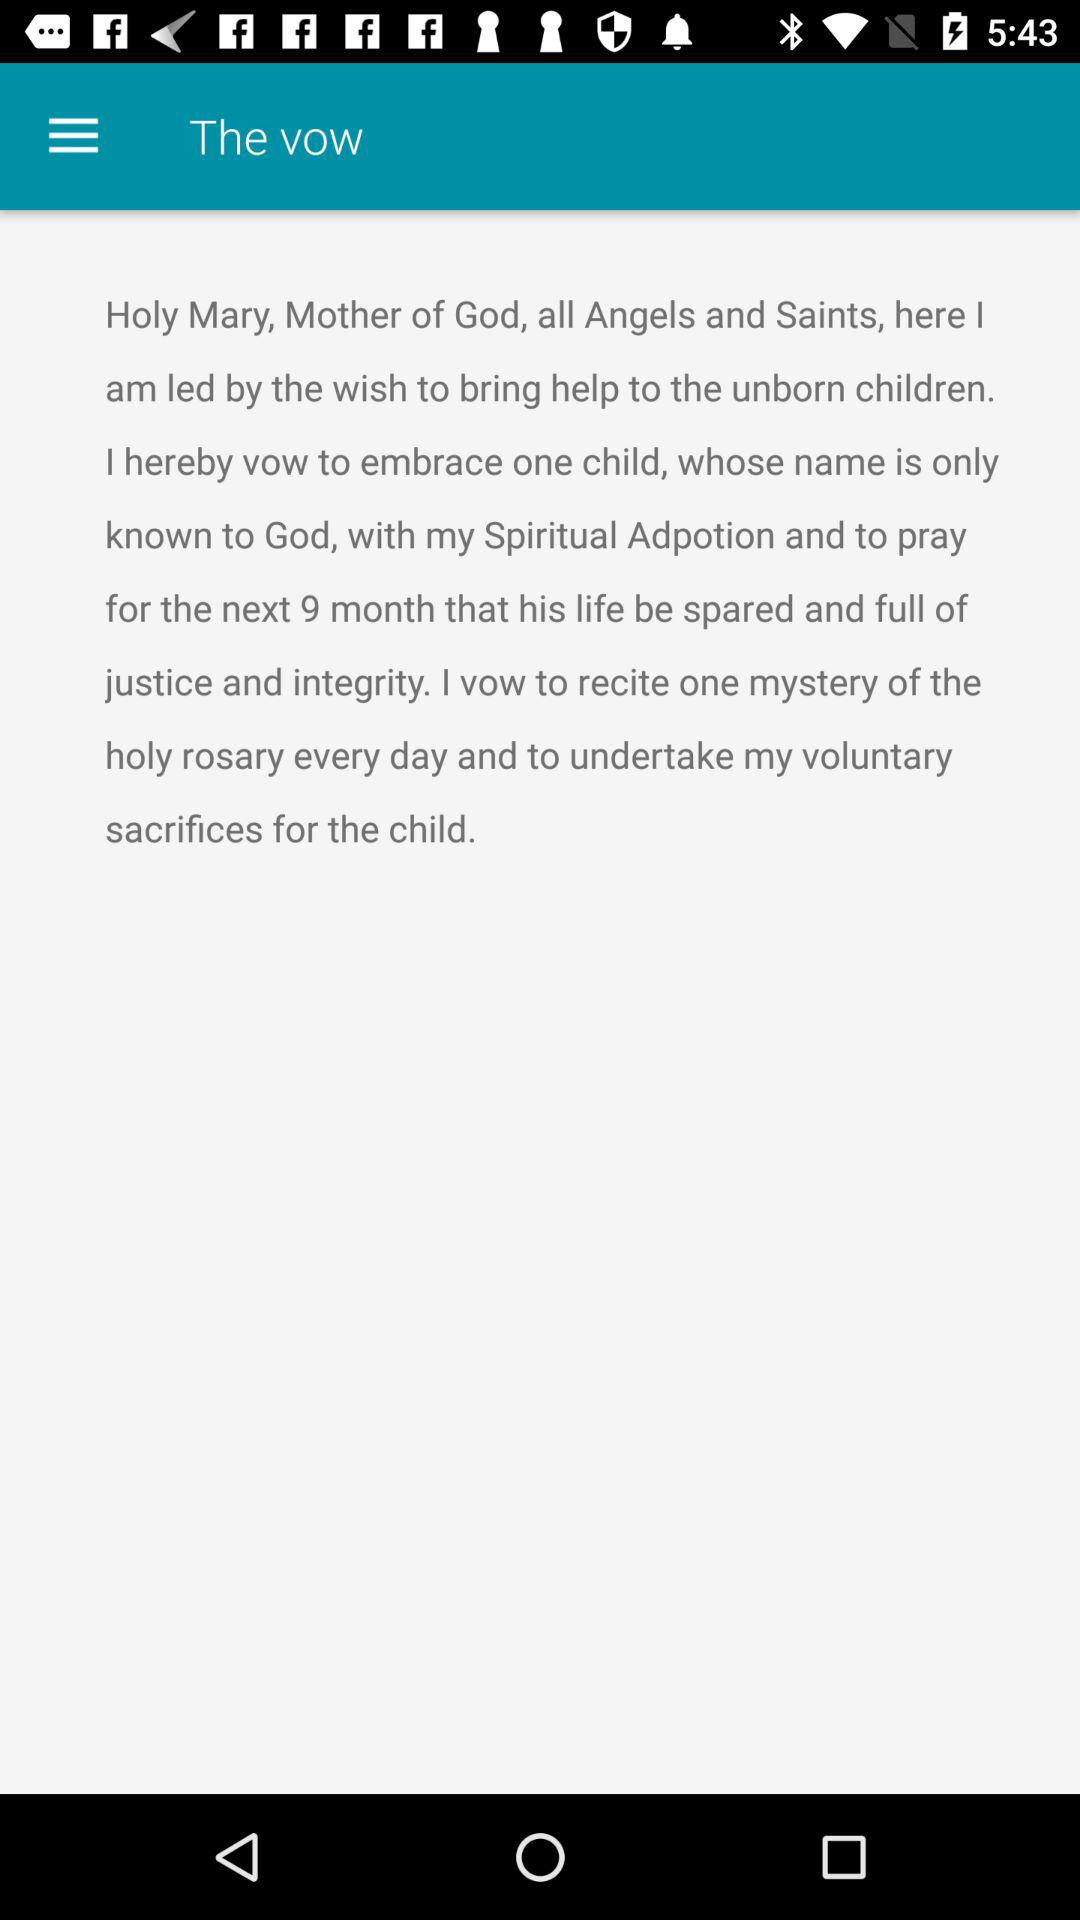 5:43
The vow
Holy Mary, Mother of God, all Angels and Saints, here I
am led by the wish to bring help to the unborn children.
I hereby vow to embrace one child, whose name is only
known to God, with my Spiritual Adpotion and to pray
for the next 9 month that his life be spared and full of
justice and integrity. I vow to recite one mystery of the
holy rosary every day and to undertake my voluntary
sacrifices for the child.